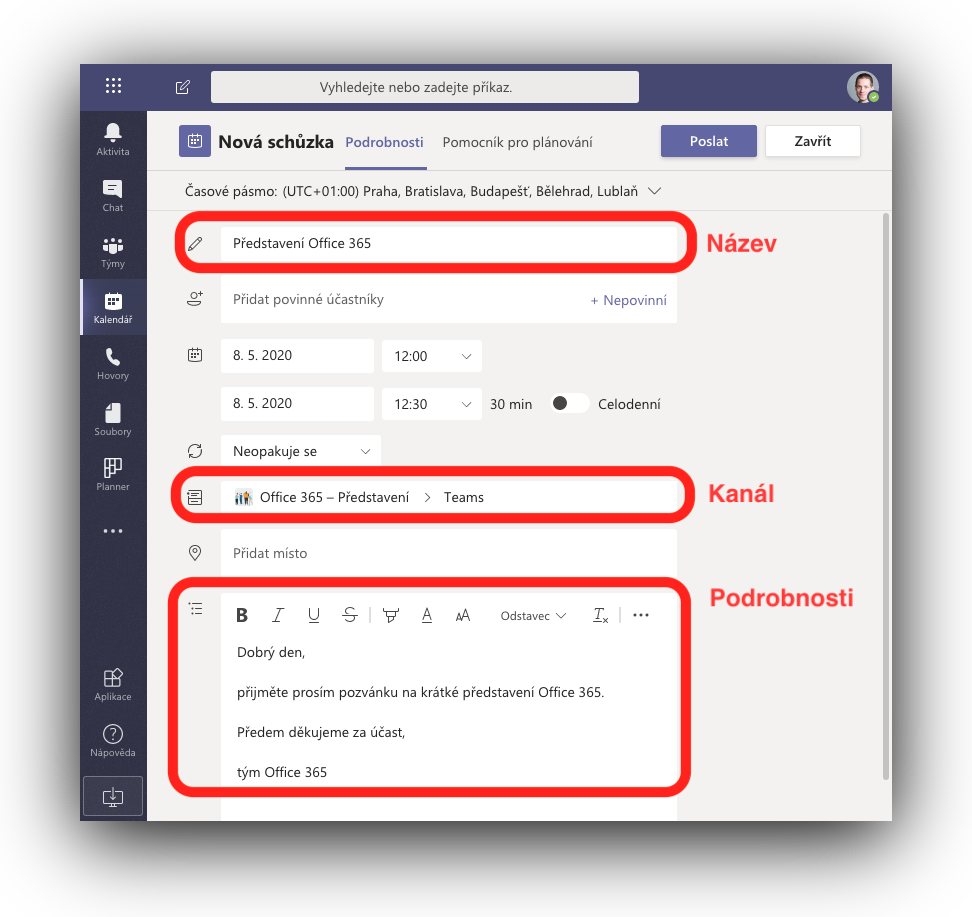 Vyhledejte nebo zadejte příkaz.
Aktivita
Chat
Týmy
Kalendář
Hovory
Soubory
Planner
Aplikace
Nápověda
Nová schůzka Podrobnosti Pomocník pro plánování Poslat Zavřít
Časové pásmo: (UTC+01:00) Praha, Bratislava, Budapešť, Bělehrad, Lublaň
Představení Office 365 Název
Přidat povinné účastníky + Nepovinní
8. 5. 2020 12:00
8. 5. 2020 12:30 30 min Celodenní
Neopakuje se
Office 365 – Představení > Teams Kanál
Přidat místo
Podrobnosti
B I U S A AA Odstavec Tx
Dobrý den,
přijměte prosím pozvánku na krátké představení Office 365.
Předem děkujeme za účast,
tým Office 365